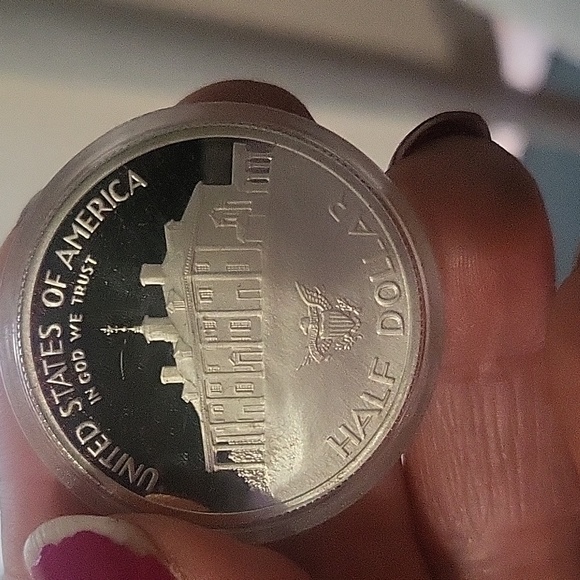 UNITED STATES OF AMERICA
IN GOD WE TRUST
HALF DOLLAR